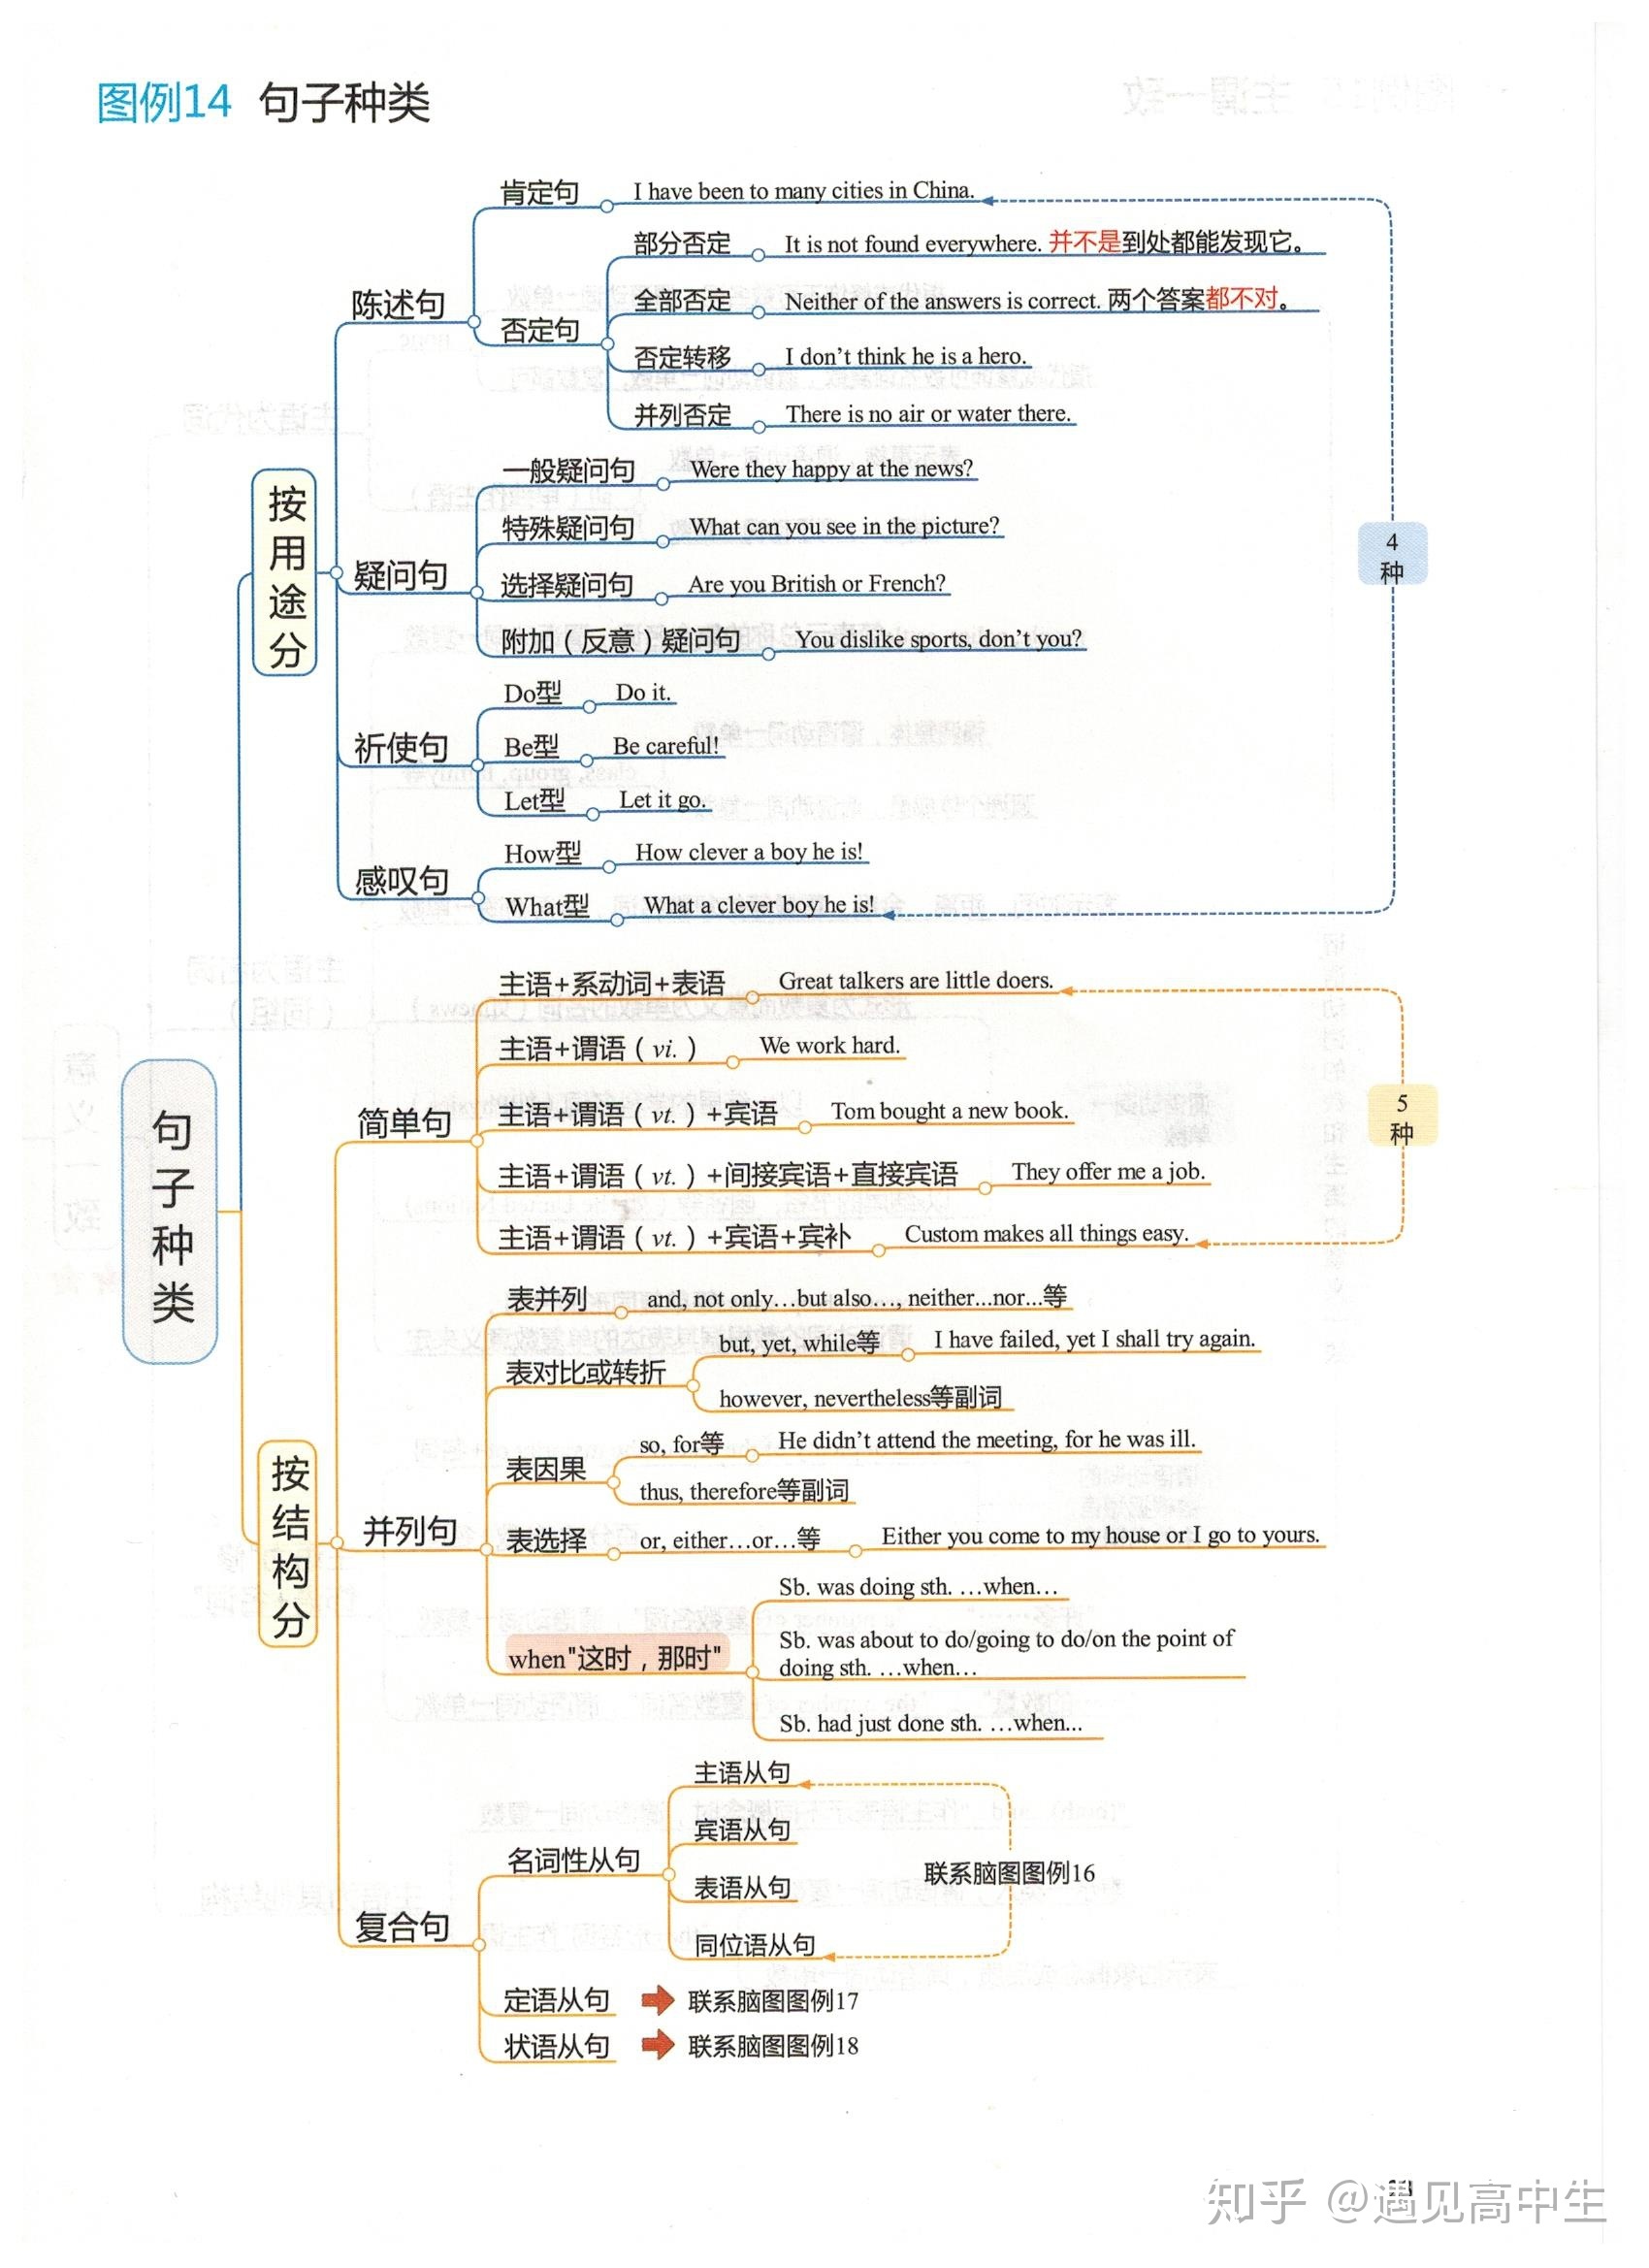 图例14 句子种类
肯定句 I have been to many cities in China.
部分否定 It is not found everywhere. 并不是到处都能发现它。
陈述句
全部否定 Neither of the answers is correct. 两个答案都不对。
否定句
否定转移 I don't think he is a hero.
并列否定 There is no air or water there.
一般疑问句 Were they happy at the news?
按用途分
特殊疑问句 What can you see in the picture?
4种
疑问句
选择疑问句 Are you British or French?
附加（反意）疑问句 You dislike sports, don't you?
Do型 Do it.
祈使句
Be型 Be careful!
Let型 Let it go.
How型 How clever a boy he is!
感叹句
What型 What a clever boy he is!
主语+系动词+表语 Great talkers are little doers.
主语+谓语（vi.） We work hard.
简单句
主语+谓语（vt.）+宾语 Tom bought a new book.
5种
主语+谓语（vt.）+间接宾语+直接宾语 They offer me a job.
句子种类
主语+谓语（vt.）+宾语+宾补 Custom makes all things easy.
表并列 and, not only…but also…, neither...nor...等
but, yet, while等 I have failed, yet I shall try again.
表对比或转折
however, nevertheless等副词
so, for等 He didn't attend the meeting, for he was ill.
表因果
thus, therefore等副词
按结构分
并列句
表选择 or, either…or…等 Either you come to my house or I go to yours.
Sb. was doing sth. …when…
when"这时，那时"
Sb. was about to do/going to do/on the point of
doing sth. …when…
Sb. had just done sth. …when...
主语从句
宾语从句
名词性从句
联系脑图图例16
表语从句
复合句
同位语从句
定语从句 联系脑图图例17
状语从句 联系脑图图例18
知乎 @遇见高中生